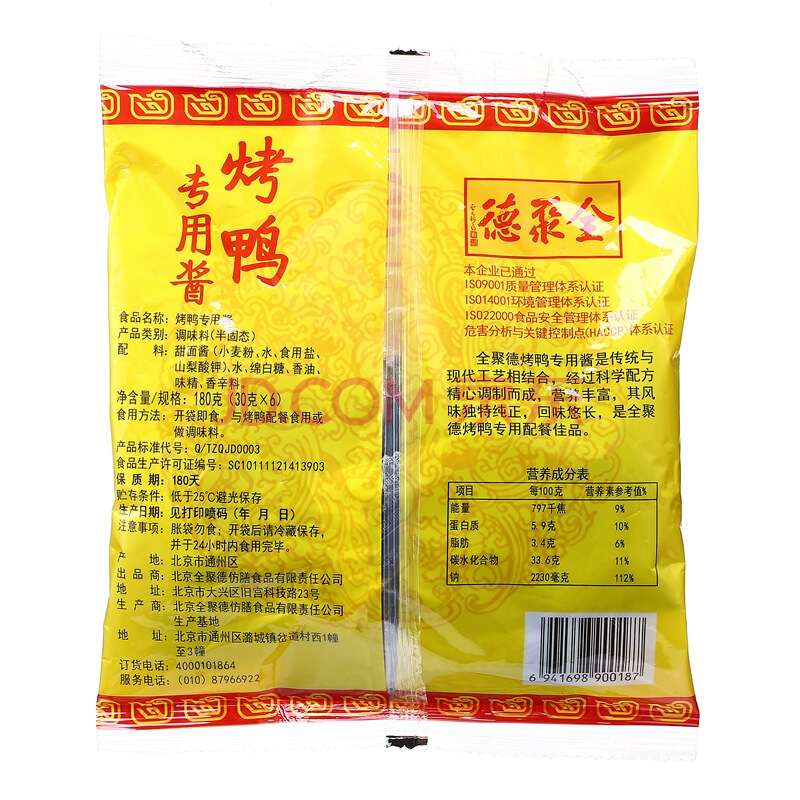 烤鸭
专用酱
食品名称: 烤鸭专用酱
产品类别: 调味料(半固态)
配 料: 甜面酱(小麦粉、水、食用盐、
山梨酸钾)、水、绵白糖、香油、
味精、香辛料。
净含量/规格: 180克(30克×6)
食用方法: 开袋即食,与烤鸭配餐食用或
做调味料。
产品标准代号: Q/TZQJD0003
食品生产许可证编号: SC10111121413903
保 质 期: 180天
贮存条件: 低于25℃避光保存
生产日期: 见打印喷码(年 月 日)
注意事项: 胀袋勿食;开袋后请冷藏保存,
并于24小时内食用完毕。
产 地: 北京市通州区
出 品 商: 北京全聚德仿膳食品有限责任公司
地 址: 北京市大兴区旧宫科技路23号
生 产 商: 北京全聚德仿膳食品有限责任公司
生产基地
地 址: 北京市通州区潞城镇岔道村西1幢
至3幢
订货电话: 4000101864
服务电话: (010) 87966922
德聚全
本企业已通过
ISO9001质量管理体系认证
ISO14001环境管理体系认证
ISO22000食品安全管理体系认证
危害分析与关键控制点(HACCP)体系认证
全聚德烤鸭专用酱是传统与
现代工艺相结合,经过科学配方
精心调制而成,营养丰富,其风
味独特纯正,回味悠长,是全聚
德烤鸭专用配餐佳品。
营养成分表
项目 每100克 营养素参考值%
能量 797千焦 9%
蛋白质 5.9克 10%
脂肪 3.4克 6%
碳水化合物 33.6克 11%
钠 2230毫克 112%
6 941698 900187
JD.COM 京东